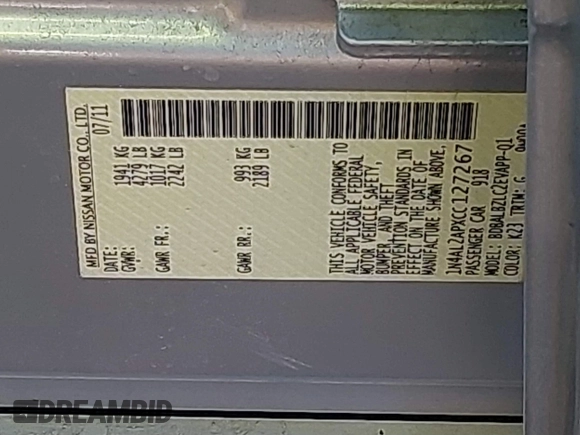 MFD BY NISSAN MOTOR CO., LTD.
07/11
GVWR: 1941 KG
4279 LB
GAWR FR.: 1017 KG
2242 LB
GAWR RR.: 993 KG
2189 LB
THIS VEHICLE CONFORMS TO
ALL APPLICABLE FEDERAL
MOTOR VEHICLE SAFETY,
BUMPER, AND THEFT
PREVENTION STANDARDS IN
EFFECT ON THE DATE OF
MANUFACTURE SHOWN ABOVE.
1N4AL2APXCC127267
PASSENGER CAR 918
MODEL: BDBALBZLC2EVAPP-Q1
COLOR: K23 TRIM: G
DREAMBID